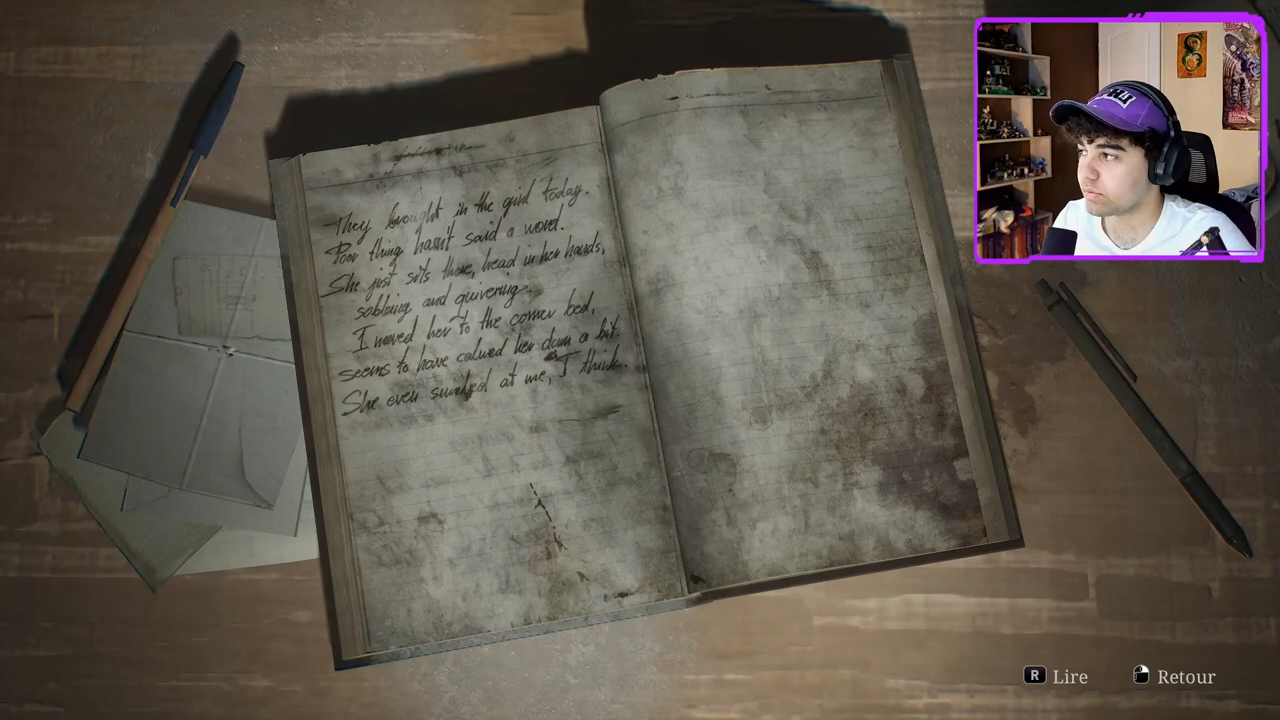 They brought in the girl today.
Poor thing hasn't said a word.
She just sits there, head in her hands,
sobbing and quivering.
I moved her to the corner bed,
seems to have calmed her down a bit.
She even smiled at me, I think.
R Lire
Retour